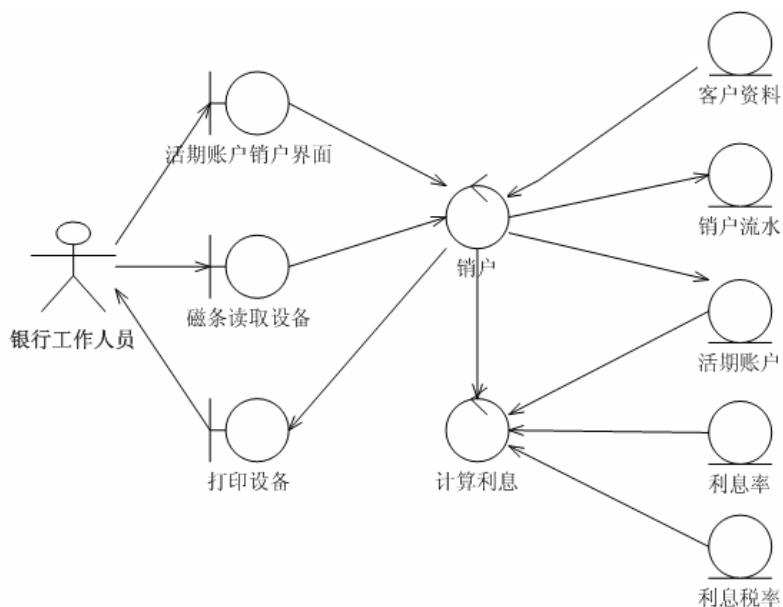 客户资料
活期账户销户界面
销户流水
销户
磁条读取设备
银行工作人员
活期账户
打印设备
计算利息
利息率
利息税率